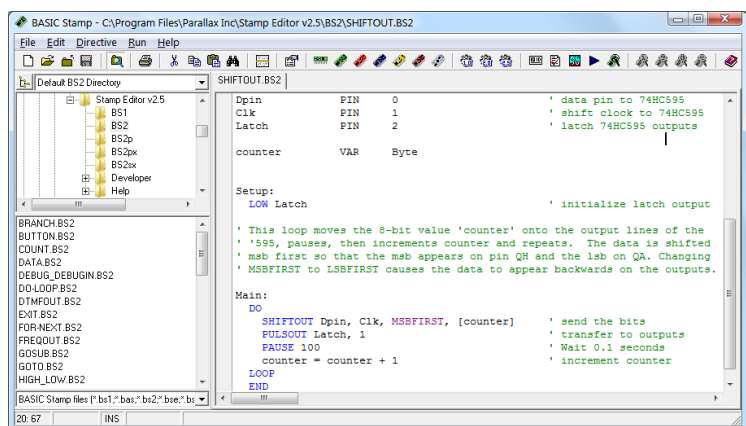 BASIC Stamp - C:\Program Files\Parallax Inc\Stamp Editor v2.5\BS2\SHIFTOUT.BS2
File Edit Directive Run Help
Default BS2 Directory
Stamp Editor v2.5
BS1
BS2
BS2p
BS2px
BS2sx
Developer
Help
BRANCH.BS2
BUTTON.BS2
COUNT.BS2
DATA.BS2
DEBUG_DEBUGIN.BS2
DO-LOOP.BS2
DTMFOUT.BS2
EXIT.BS2
FOR-NEXT.BS2
FREQOUT.BS2
GOSUB.BS2
GOTO.BS2
HIGH_LOW.BS2
BASIC Stamp files (*.bs1;*.bas;*.bs2;*.bse;*.bs
SHIFTOUT.BS2
Dpin PIN 0 ' data pin to 74HC595
Clk PIN 1 ' shift clock to 74HC595
Latch PIN 2 ' latch 74HC595 outputs
counter VAR Byte
Setup:
LOW Latch ' initialize latch output
' This loop moves the 8-bit value 'counter' onto the output lines of the
' '595, pauses, then increments counter and repeats. The data is shifted
' msb first so that the msb appears on pin QH and the lsb on QA. Changing
' MSBFIRST to LSBFIRST causes the data to appear backwards on the outputs.
Main:
DO
SHIFTOUT Dpin, Clk, MSBFIRST, [counter] ' send the bits
PULSOUT Latch, 1 ' transfer to outputs
PAUSE 100 ' Wait 0.1 seconds
counter = counter + 1 ' increment counter
LOOP
END
20: 67 INS